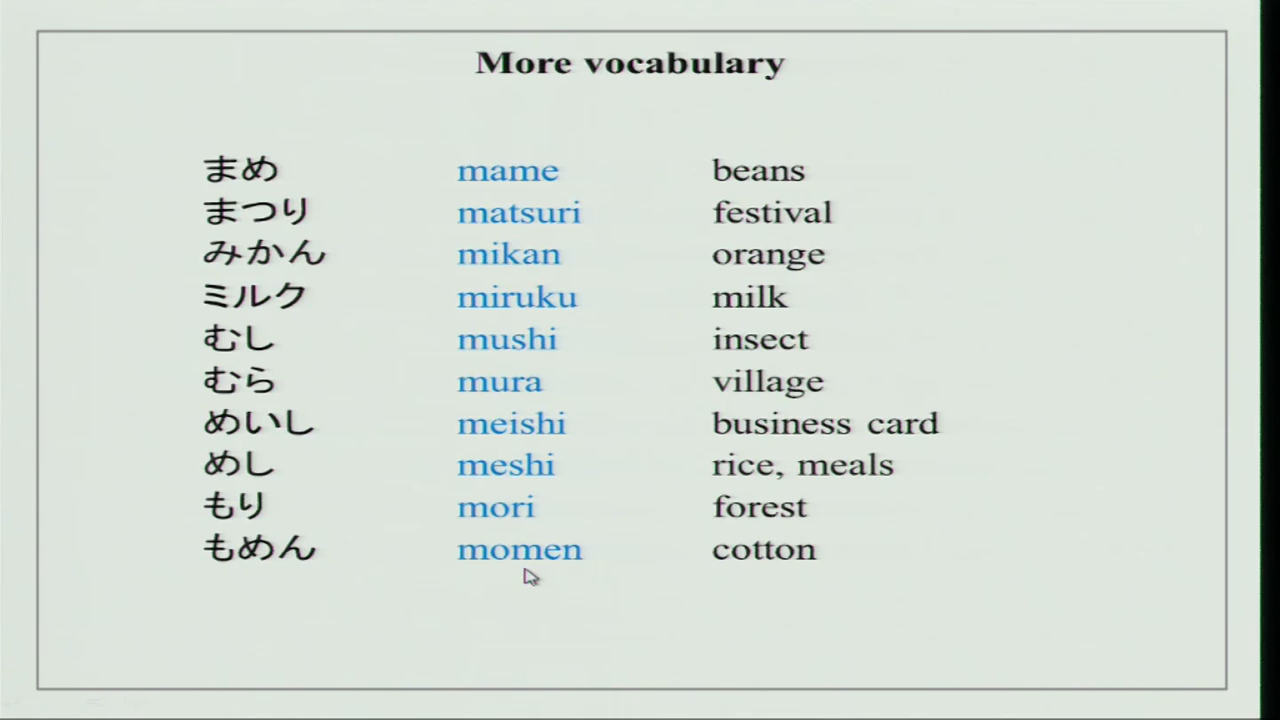 More vocabulary
まめ mame beans
まつり matsuri festival
みかん mikan orange
ミルク miruku milk
むし mushi insect
むら mura village
めいし meishi business card
めし meshi rice, meals
もり mori forest
もめん momen cotton